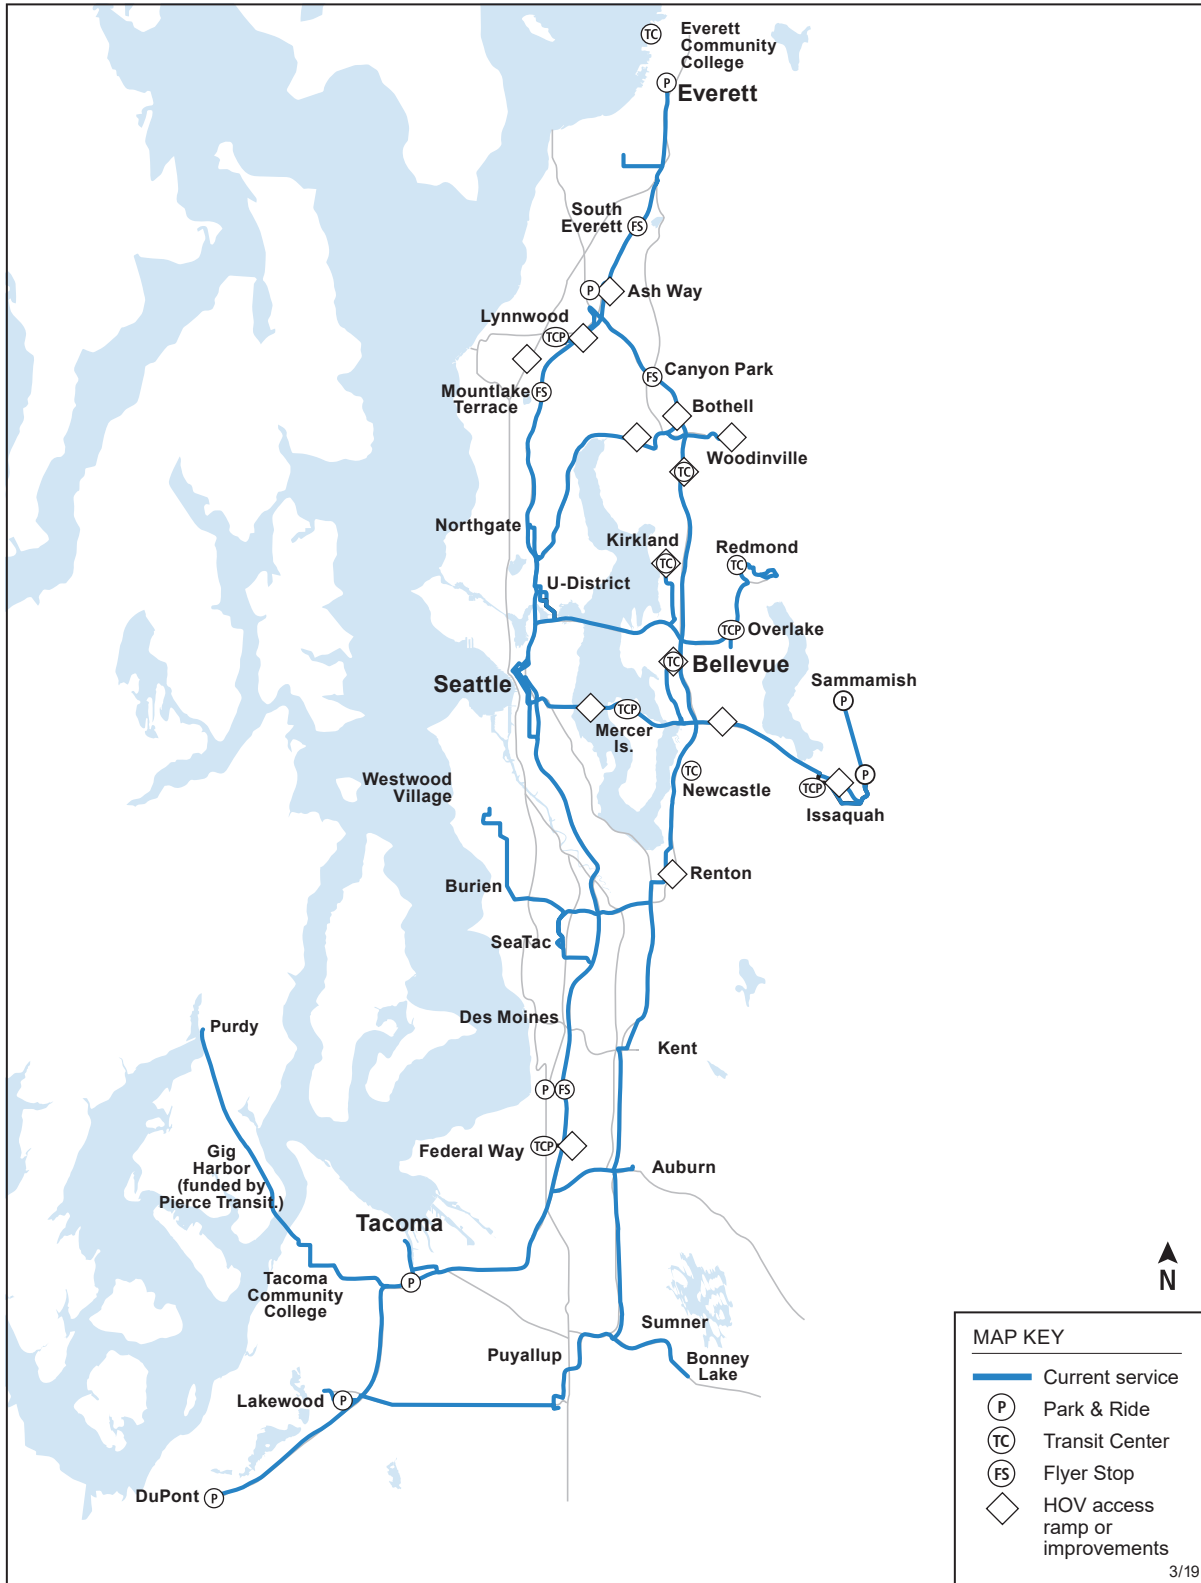 TC
Everett
Community
College
P
Everett
South
Everett
FS
P
Ash Way
Lynnwood
TCP
Canyon Park
FS
Mountlake
Terrace
FS
Bothell
Woodinville
TC
Northgate
Kirkland
TC
Redmond
TC
U-District
TCP
Overlake
TC
Bellevue
Seattle
Sammamish
P
TCP
Mercer
Is.
Westwood
Village
TC
Newcastle
P
TCP
Issaquah
Renton
Burien
SeaTac
Des Moines
Purdy
Kent
P
FS
Federal Way
TCP
Gig
Harbor
(funded by
Pierce Transit.)
Auburn
Tacoma
Tacoma
Community
College
P
N
Sumner
Puyallup
Bonney
Lake
Lakewood
P
DuPont
P
MAP KEY
Current service
P
Park & Ride
TC
Transit Center
FS
Flyer Stop
HOV access
ramp or
improvements
3/19